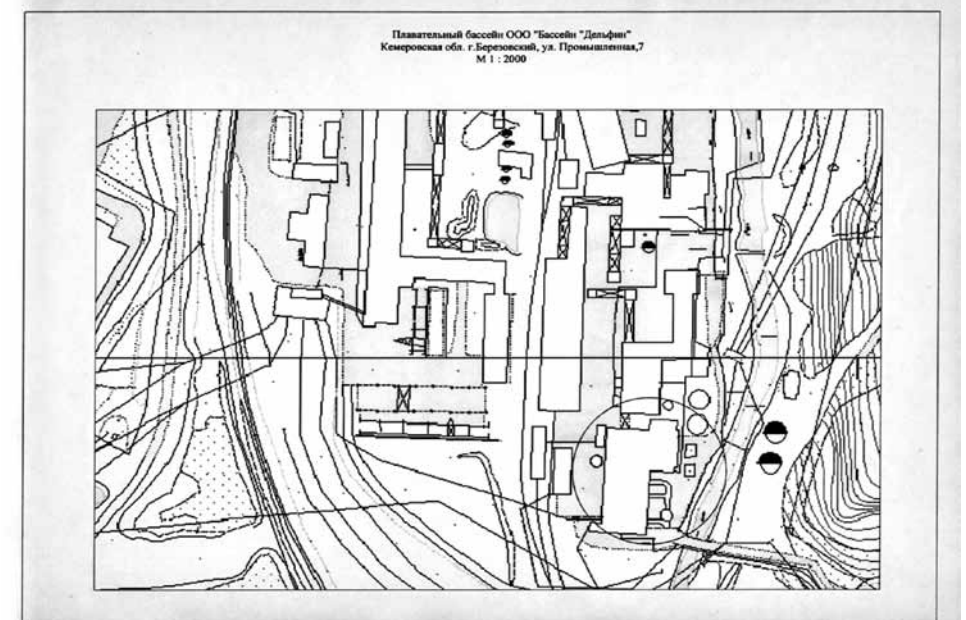 Плавательный бассейн ООО "Бассейн "Дельфин"
Кемеровская обл. г.Березовский, ул. Промышленная,7
М 1 : 2000